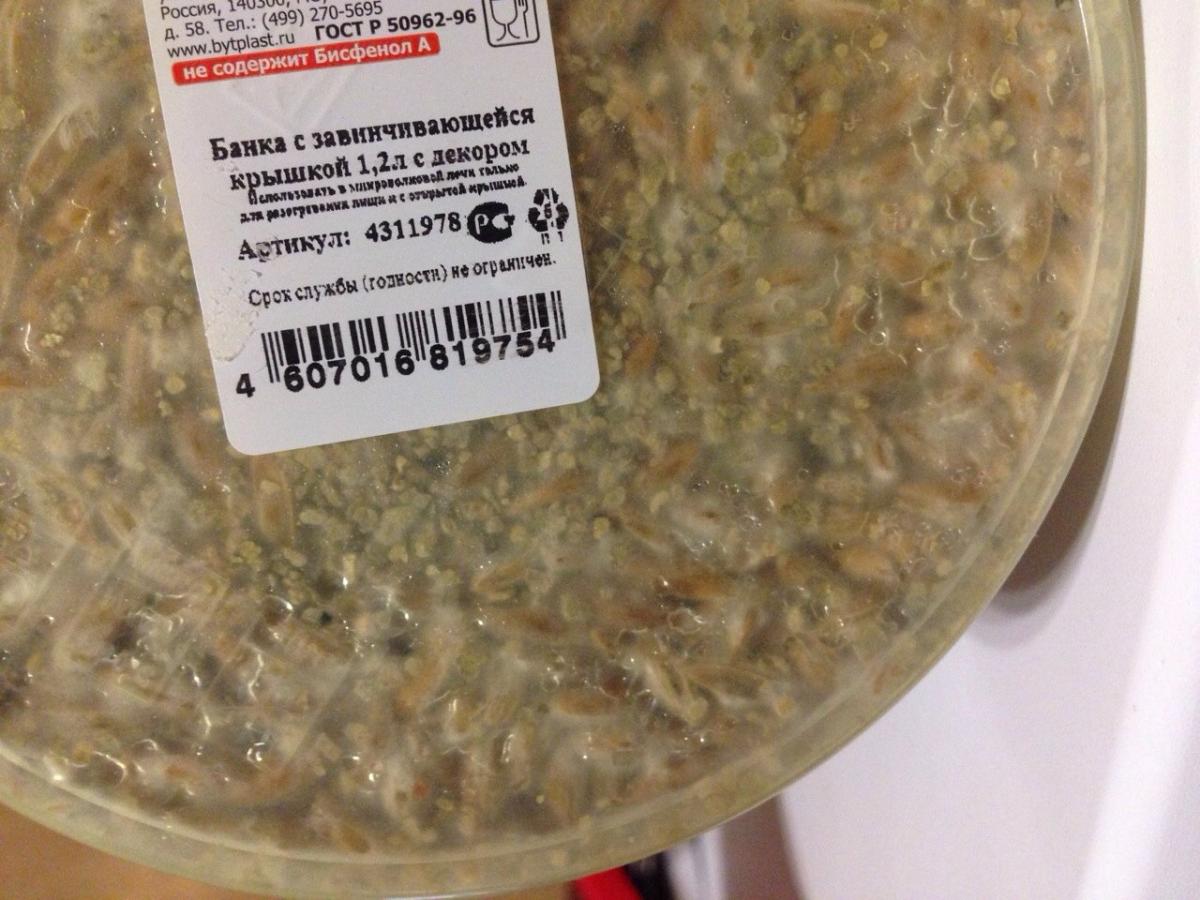 Россия, 140300,
д. 58. Тел.: (499) 270-5695
www.bytplast.ru ГОСТ Р 50962-96
не содержит Бисфенол А
Банка с завинчивающейся
крышкой 1,2л с декором
Использовать в микроволновой печи только
для разогревания пищи и с открытой крышкой.
Артикул: 4311978 РСТ
Срок службы (годности) не ограничен.
4 607016 819754